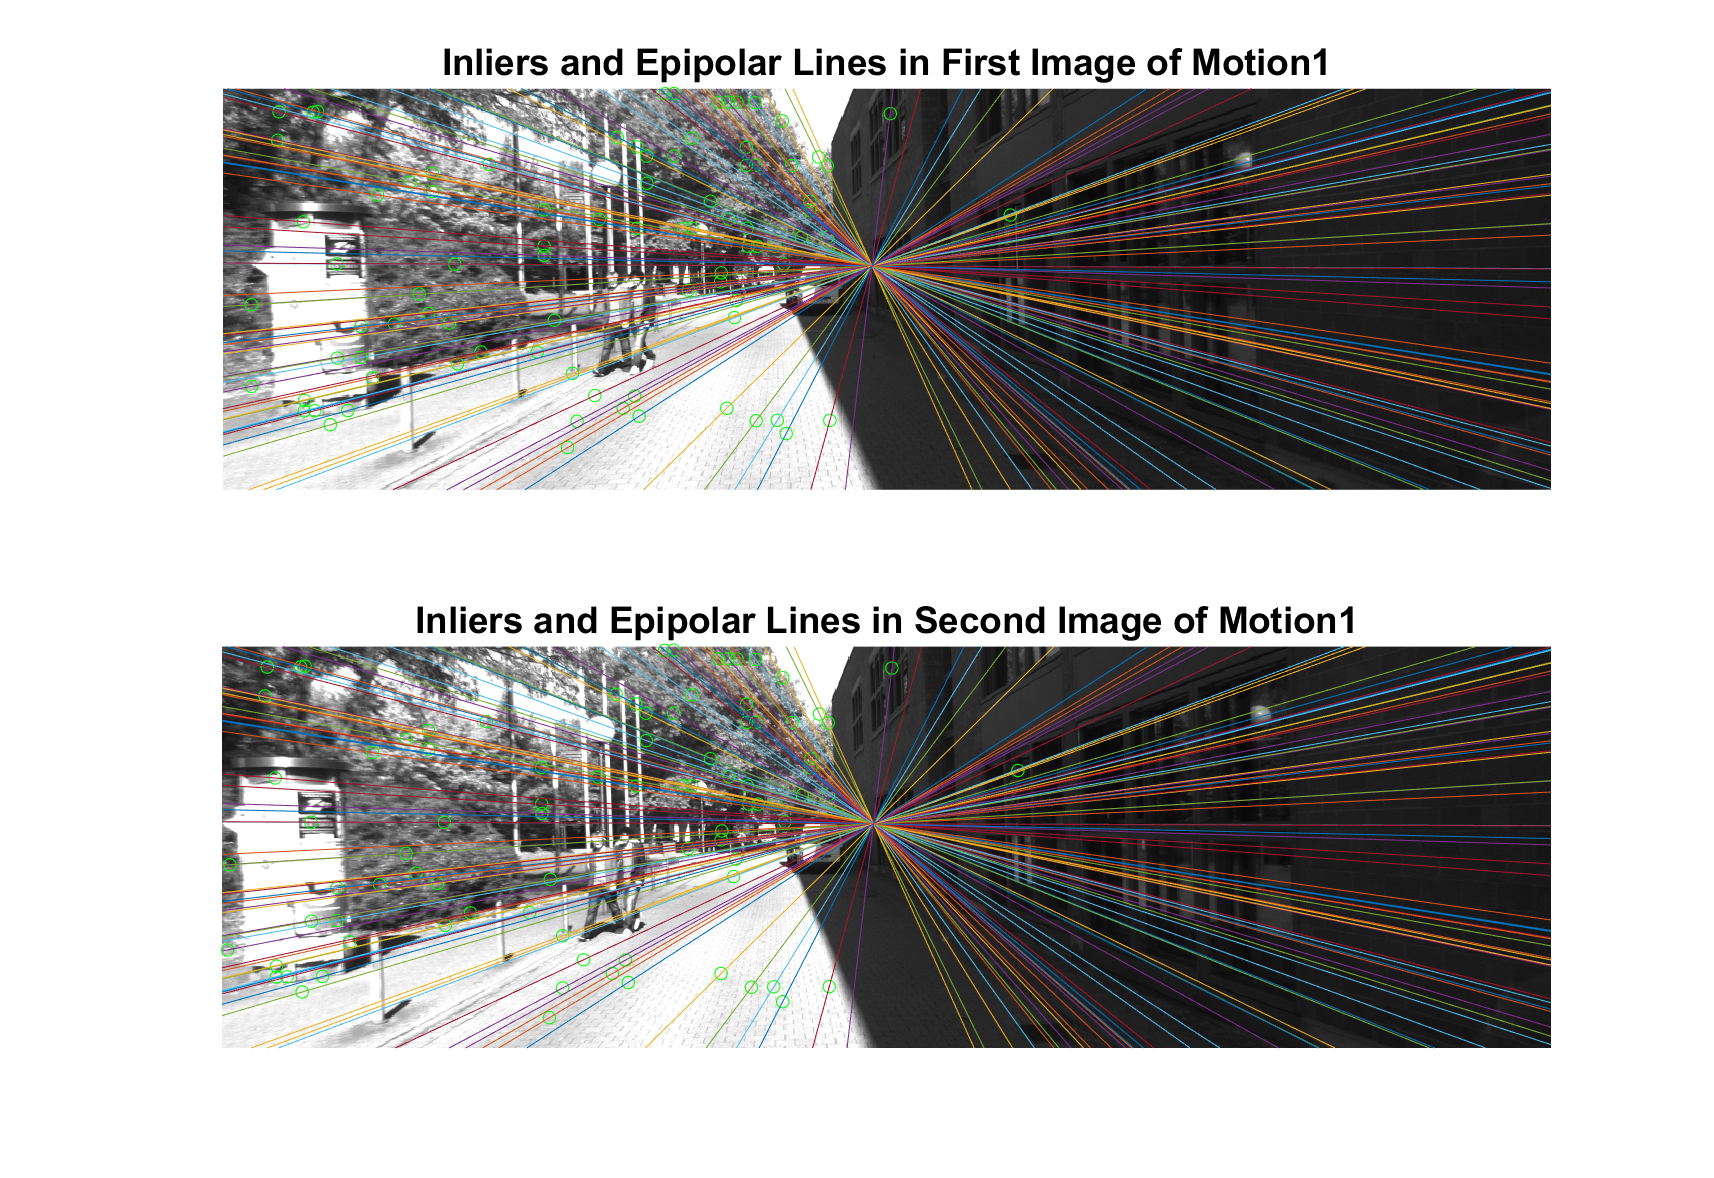 Inliers and Epipolar Lines in First Image of Motion1
Inliers and Epipolar Lines in Second Image of Motion1